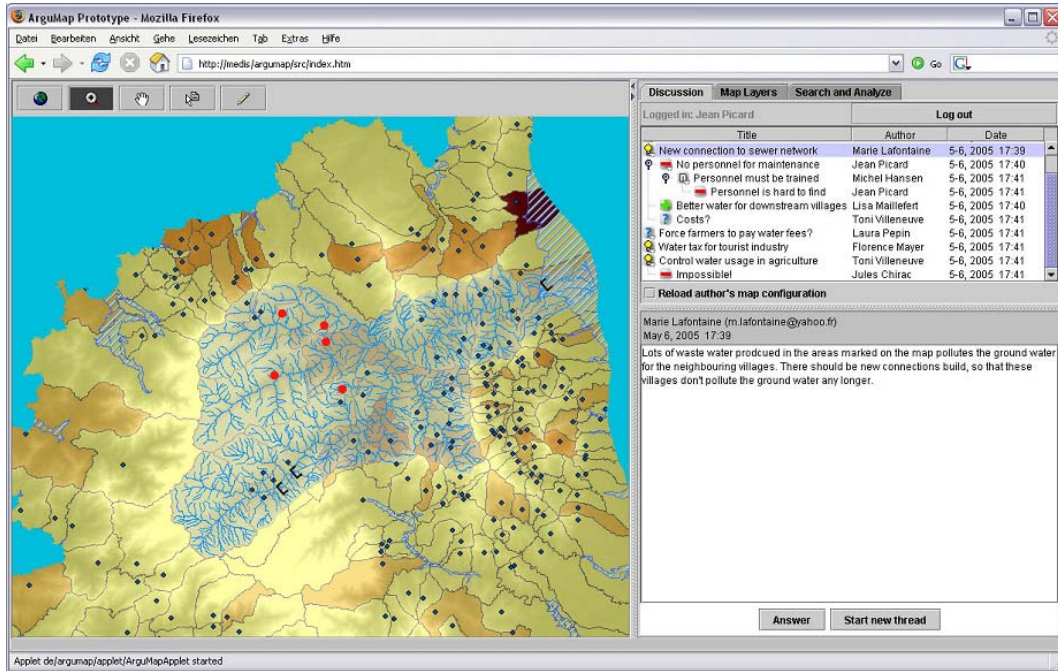 ArguMap Prototype - Mozilla Firefox
Datei Bearbeiten Ansicht Gehe Lesezeichen Tab Extras Hilfe
http://medis/argumap/src/index.htm Go
Discussion Map Layers Search and Analyze
Logged in: Jean Picard Log out
Title Author Date
New connection to sewer network Marie Lafontaine 5-6, 2005 17:39
No personnel for maintenance Jean Picard 5-6, 2005 17:40
Personnel must be trained Michel Hansen 5-6, 2005 17:41
Personnel is hard to find Jean Picard 5-6, 2005 17:41
Better water for downstream villages Lisa Maillefert 5-6, 2005 17:40
Costs? Toni Villeneuve 5-6, 2005 17:41
Force farmers to pay water fees? Laura Pepin 5-6, 2005 17:41
Water tax for tourist industry Florence Mayer 5-6, 2005 17:41
Control water usage in agriculture Toni Villeneuve 5-6, 2005 17:41
Impossible! Jules Chirac 5-6, 2005 17:41
Reload author's map configuration
Marie Lafontaine (m.lafontaine@yahoo.fr)
May 6, 2005 17:39
Lots of waste water prodcued in the areas marked on the map pollutes the ground water
for the neighbouring villages. There should be new connections build, so that these
villages don't pollute the ground water any longer.
E
E E
Answer Start new thread
Applet de/argumap/applet/ArguMapApplet started